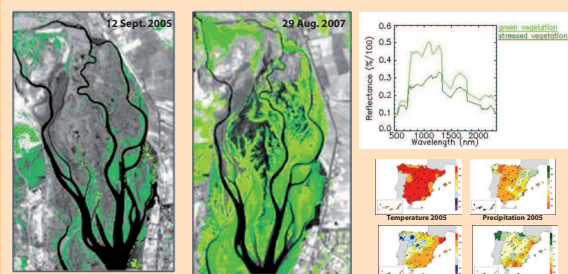 12 Sept. 2005
29 Aug. 2007
green vegetation
stressed vegetation
0.6
0.5
0.4
0.3
0.2
0.1
0.0
Reflectance (%/100)
500 1000 1500 2000
Wavelength (nm)
Temperature 2005
Precipitation 2005